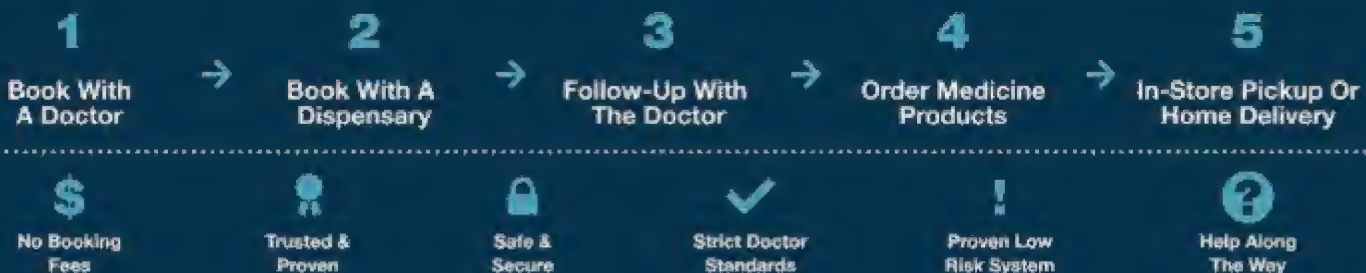 1
2
3
4
5
Book With
A Doctor
→
Book With A
Dispensary
→
Follow-Up With
The Doctor
→
Order Medicine
Products
→
In-Store Pickup Or
Home Delivery
$
!
?
No Booking
Fees
Trusted &
Proven
Safe &
Secure
Strict Doctor
Standards
Proven Low
Risk System
Help Along
The Way